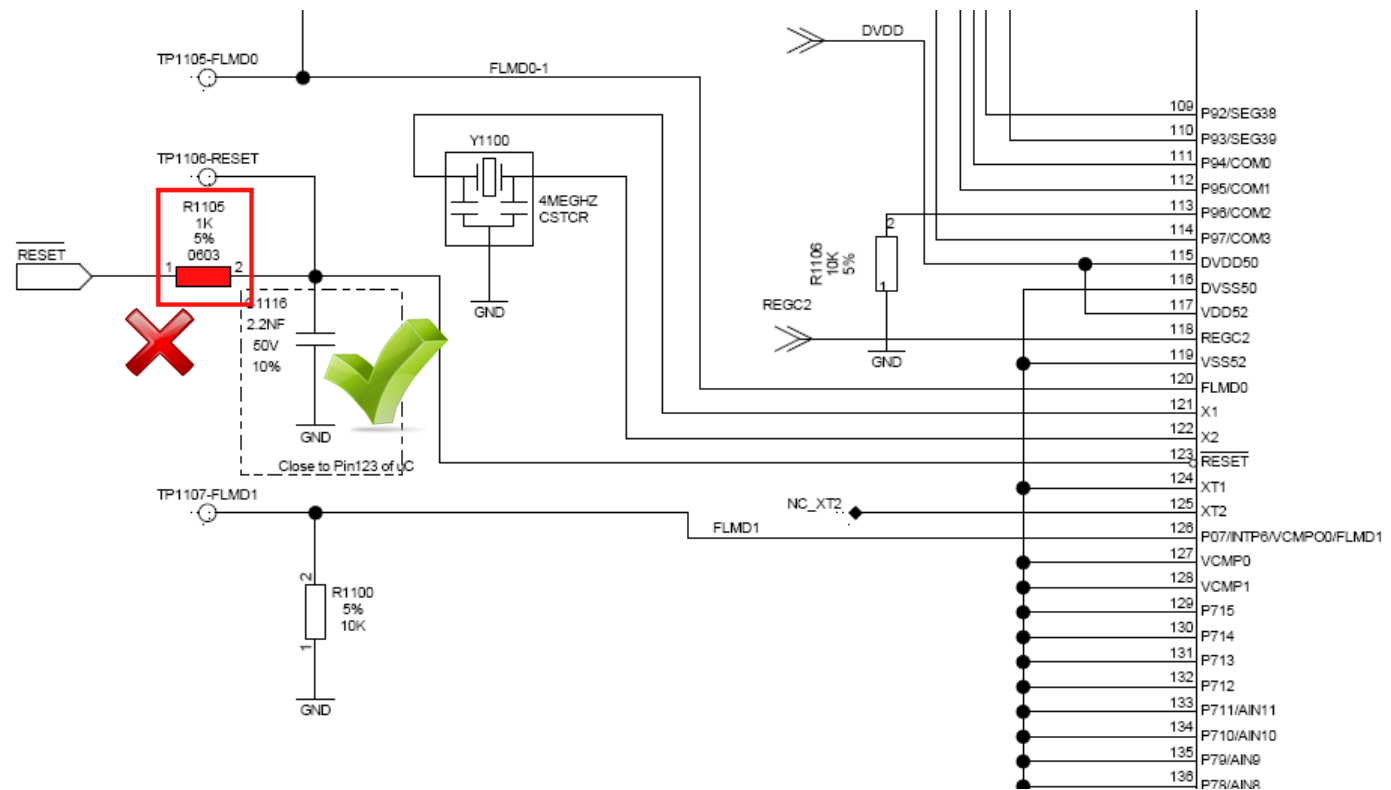 DVDD
TP1105-FLMD0
FLMD0-1
109
P92/SEG38
110
P93/SEG39
111
P94/COM0
112
P95/COM1
113
P96/COM2
114
P97/COM3
115
DVDD50
116
DVSS50
117
VDD52
118
REGC2
119
VSS52
120
FLMD0
121
X1
122
X2
123
RESET
124
XT1
125
XT2
126
P07/INTP6/VCMPO0/FLMD1
127
VCMP0
128
VCMP1
129
P715
130
P714
131
P713
132
P712
133
P711/AIN11
134
P710/AIN10
135
P79/AIN9
136
P78/AIN8
Y1100
4MEGHZ
CSTCR
GND
TP1106-RESET
R1105
1K
5%
0603
1
2
RESET
2.2NF
50V
10%
GND
Close to Pin123 of uC
2
R1106
10K
5%
1
GND
REGC2
TP1107-FLMD1
NC_XT2
FLMD1
2
R1100
5%
10K
1
GND